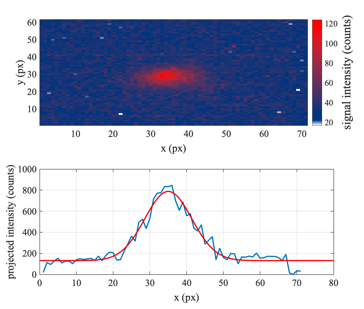 60
50
40
30
20
10
y (px)
10 20 30 40 50 60 70
x (px)
120
100
80
60
40
20
signal intensity (counts)
1000
800
600
400
200
0
projected intensity (counts)
0 10 20 30 40 50 60 70 80
x (px)